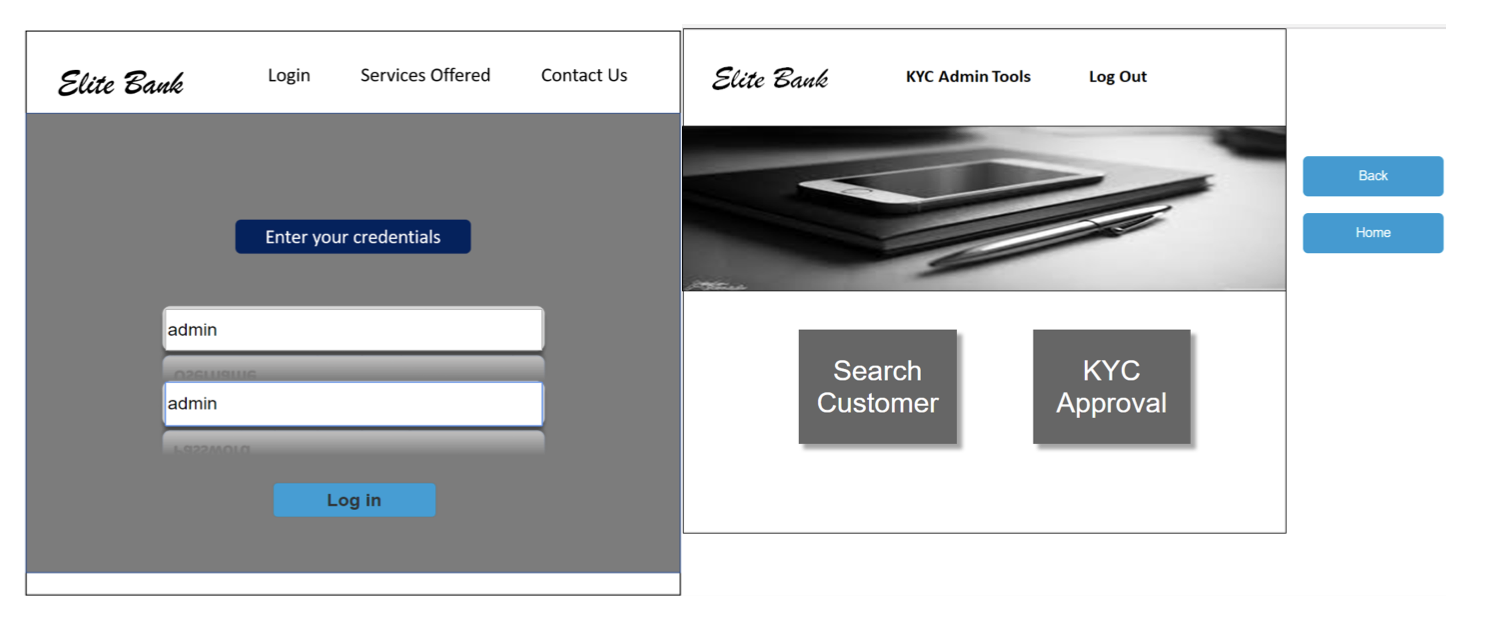 Elite Bank
Login
Services Offered
Contact Us
Enter your credentials
admin
admin
Log in
Elite Bank
KYC Admin Tools
Log Out
Search
Customer
KYC
Approval
Back
Home